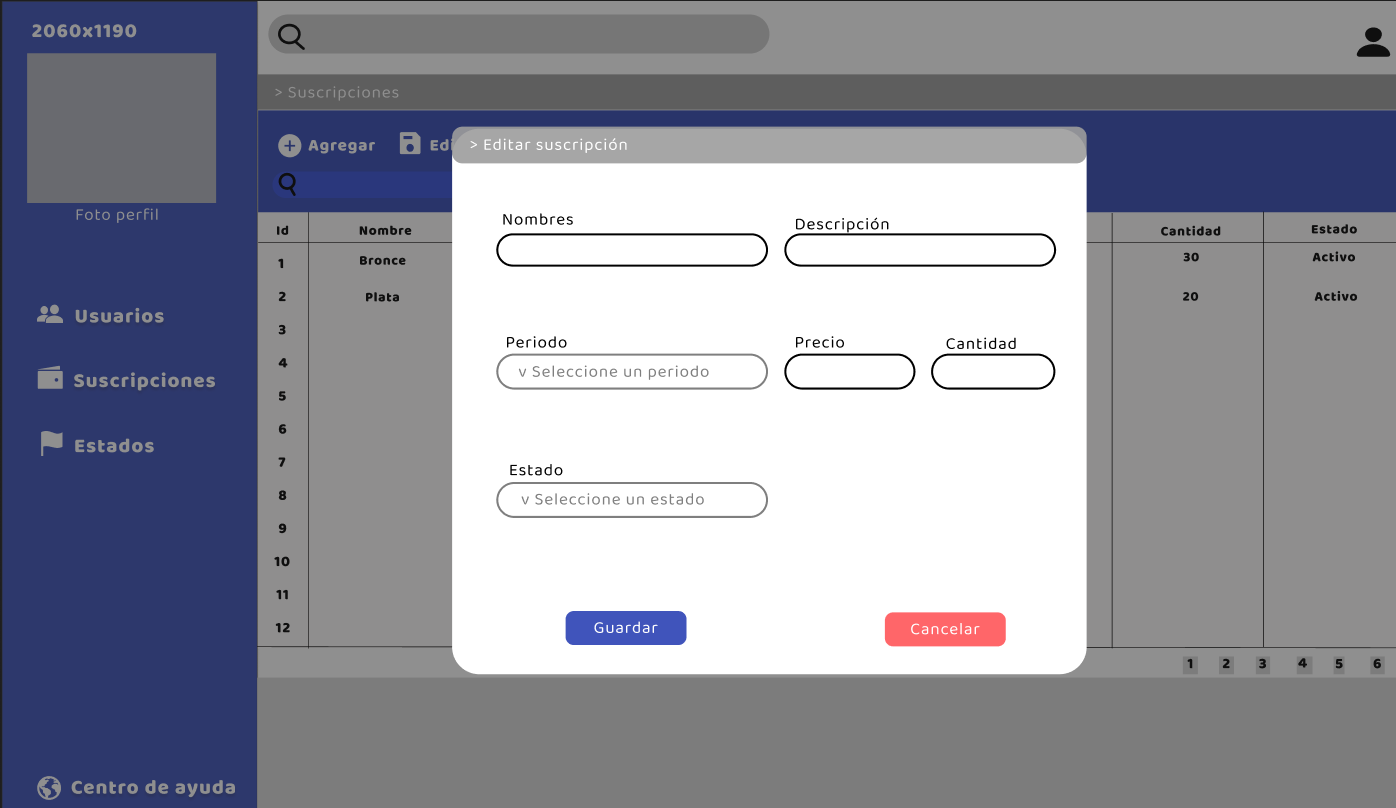 2060x1190
Foto perfil
Usuarios
Suscripciones
Estados
Centro de ayuda
> Suscripciones
Agregar
Edi
> Editar suscripción
Nombres
Descripción
Periodo
v Seleccione un periodo
Precio
Cantidad
Estado
v Seleccione un estado
Guardar
Cancelar
Id Nombre Cantidad Estado
1 Bronce 30 Activo
2 Plata 20 Activo
3
4
5
6
7
8
9
10
11
12
1 2 3 4 5 6